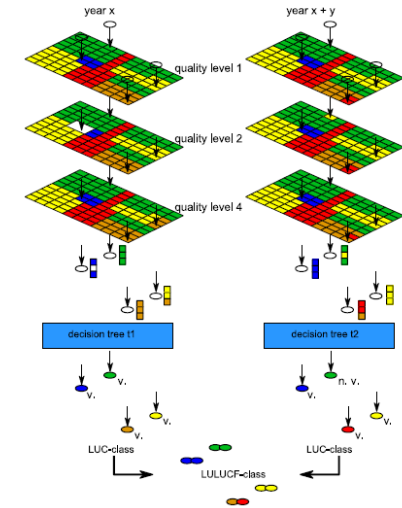 year x
year x + y
quality level 1
quality level 2
quality level 4
decision tree t1
decision tree t2
v.
n. v.
v.
v.
v.
v.
v.
v.
LUC-class
LUC-class
LULUCF-class